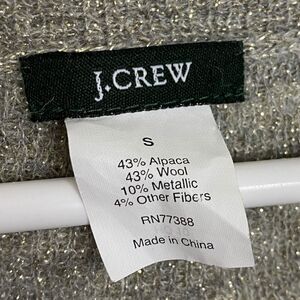 J.CREW
S
43% Alpaca
43% Wool
10% Metallic
4% Other Fibers
RN77388
Made in China